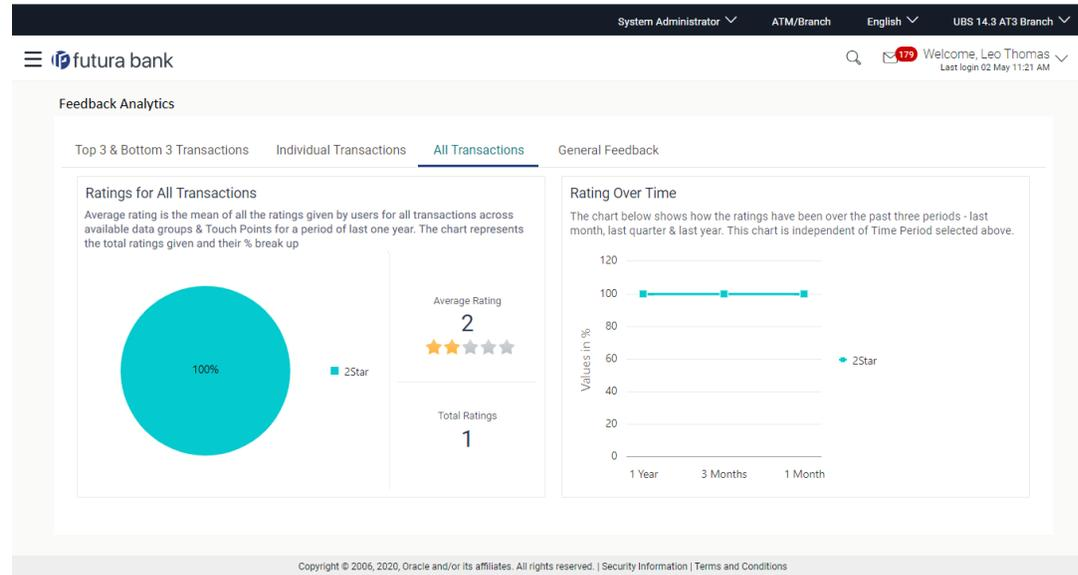 System Administrator ATM/Branch English UBS 14.3 AT3 Branch
futura bank
179
Welcome, Leo Thomas
Last login 02 May 11:21 AM
Feedback Analytics
Top 3 & Bottom 3 Transactions Individual Transactions All Transactions General Feedback
Ratings for All Transactions
Average rating is the mean of all the ratings given by users for all transactions across
available data groups & Touch Points for a period of last one year. The chart represents
the total ratings given and their % break up
100%
2Star
Average Rating
2
Total Ratings
1
Rating Over Time
The chart below shows how the ratings have been over the past three periods - last
month, last quarter & last year. This chart is independent of Time Period selected above.
Values in %
120
100
80
60
40
20
0
1 Year 3 Months 1 Month
2Star
Copyright © 2006, 2020, Oracle and/or its affiliates. All rights reserved. | Security Information | Terms and Conditions